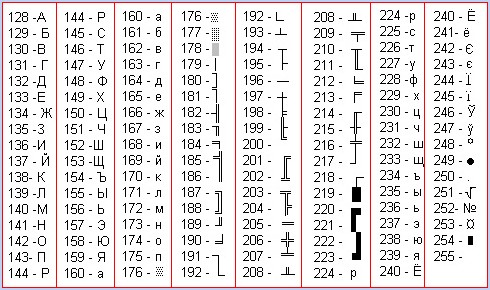 128 - А 144 - Р 160 - а 176 - ░ 192 - └ 208 - ╨ 224 - р 240 - Ё
129 - Б 145 - С 161 - б 177 - ▒ 193 - ┴ 209 - ╤ 225 - с 241 - ё
130 - В 146 - Т 162 - в 178 - ▓ 194 - ┬ 210 - ╥ 226 - т 242 - Є
131 - Г 147 - У 163 - г 179 - │ 195 - ├ 211 - ╙ 227 - у 243 - є
132 - Д 148 - Ф 164 - д 180 - ┤ 196 - ─ 212 - ╘ 228 - ф 244 - Ї
133 - Е 149 - Х 165 - е 181 - ╡ 197 - ┼ 213 - ╒ 229 - х 245 - ї
134 - Ж 150 - Ц 166 - ж 182 - ╢ 198 - ╞ 214 - ╓ 230 - ц 246 - Ў
135 - З 151 - Ч 167 - з 183 - ╖ 199 - ╟ 215 - ╫ 231 - ч 247 - ў
136 - И 152 - Ш 168 - и 184 - ╕ 200 - ╚ 216 - ╪ 232 - ш 248 - °
137 - Й 153 - Щ 169 - й 185 - ╣ 201 - ╔ 217 - ┘ 233 - щ 249 - ●
138 - К 154 - Ъ 170 - к 186 - ║ 202 - ╩ 218 - ┌ 234 - ъ 250 - .
139 - Л 155 - Ы 171 - л 187 - ╗ 203 - ╦ 219 - █ 235 - ы 251 - √
140 - М 156 - Ь 172 - м 188 - ╝ 204 - ╠ 220 - ▄ 236 - ь 252 - №
141 - Н 157 - Э 173 - н 189 - ╜ 205 - ═ 221 - ▌ 237 - э 253 - ¤
142 - О 158 - Ю 174 - о 190 - ╛ 206 - ╬ 222 - ▐ 238 - ю 254 - ■
143 - П 159 - Я 175 - п 191 - ┐ 207 - ╧ 223 - ▀ 239 - я 255 -
144 - Р 160 - а 176 - ░ 192 - └ 208 - ╨ 224 - р 240 - Ё